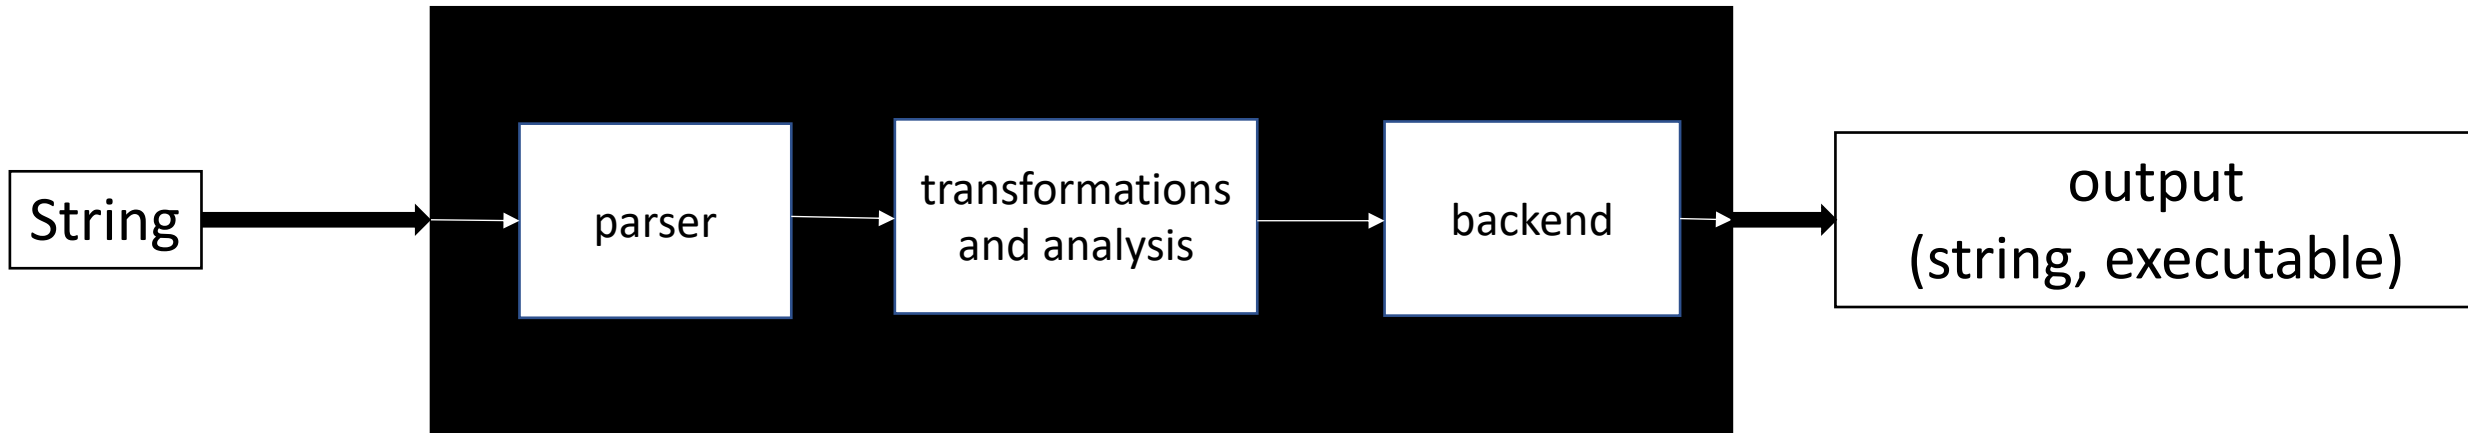 String
parser
transformations
and analysis
backend
output
(string, executable)